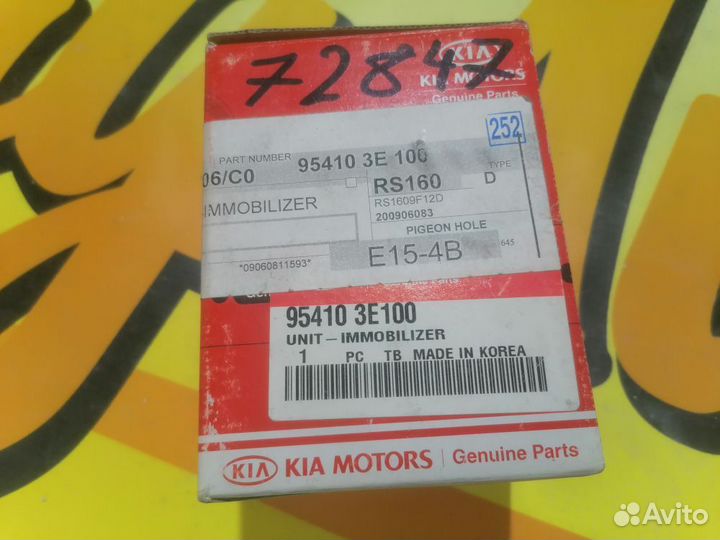 72847
KIA
KIA MOTORS
Genuine Parts
252
PART NUMBER 95410 3E 100
06/C0
TYPE
D
RS160
RS1609F12D
200906083
IMMOBILIZER
PIGEON HOLE
E15-4B
645
*09060811593*
95410 3E100
UNIT-IMMOBILIZER
1 PC TB MADE IN KOREA
KIA KIA MOTORS Genuine Parts
Avito